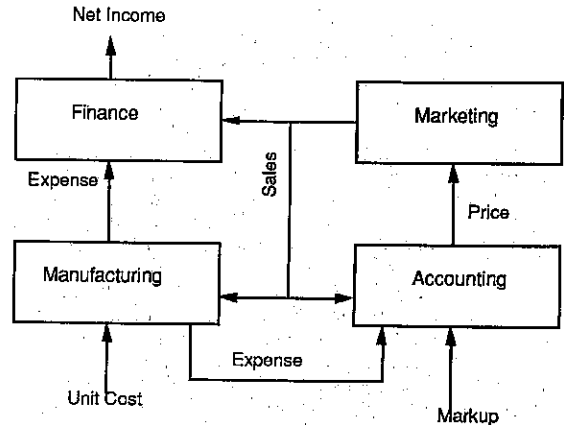 Net Income
Finance
Marketing
Expense
Sales
Price
Manufacturing
Accounting
Expense
Unit Cost
Markup